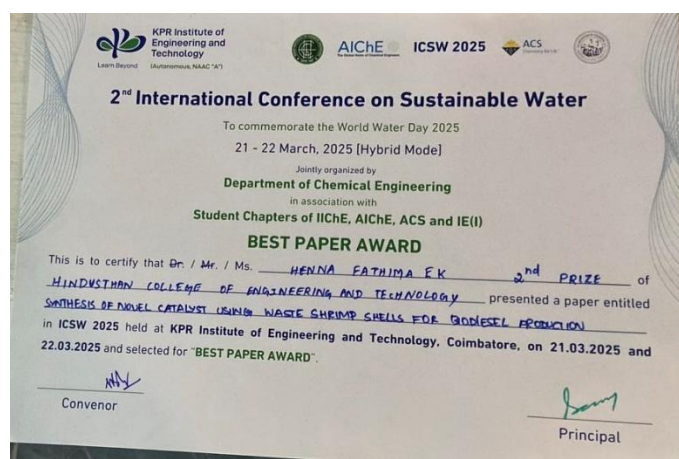 KPR Institute of
Engineering and
Technology
Learn Beyond (Autonomous, NAAC "A")
AIChE
ICSW 2025
ACS
Chemistry for Life
2nd International Conference on Sustainable Water
To commemorate the World Water Day 2025
21 - 22 March, 2025 [Hybrid Mode]
Jointly organized by
Department of Chemical Engineering
in association with
Student Chapters of IIChE, AIChE, ACS and IE(I)
BEST PAPER AWARD
This is to certify that Dr. / Mr. / Ms. HENNA FATHIMA E K 2nd PRIZE of
HINDUSTHAN COLLEGE OF ENGINEERING AND TECHNOLOGY presented a paper entitled
SYNTHESIS OF NOVEL CATALYST USING WASTE SHRIMP SHELLS FOR BIODIESEL PRODUCTION
in ICSW 2025 held at KPR Institute of Engineering and Technology, Coimbatore, on 21.03.2025 and
22.03.2025 and selected for "BEST PAPER AWARD".
Convenor
Principal